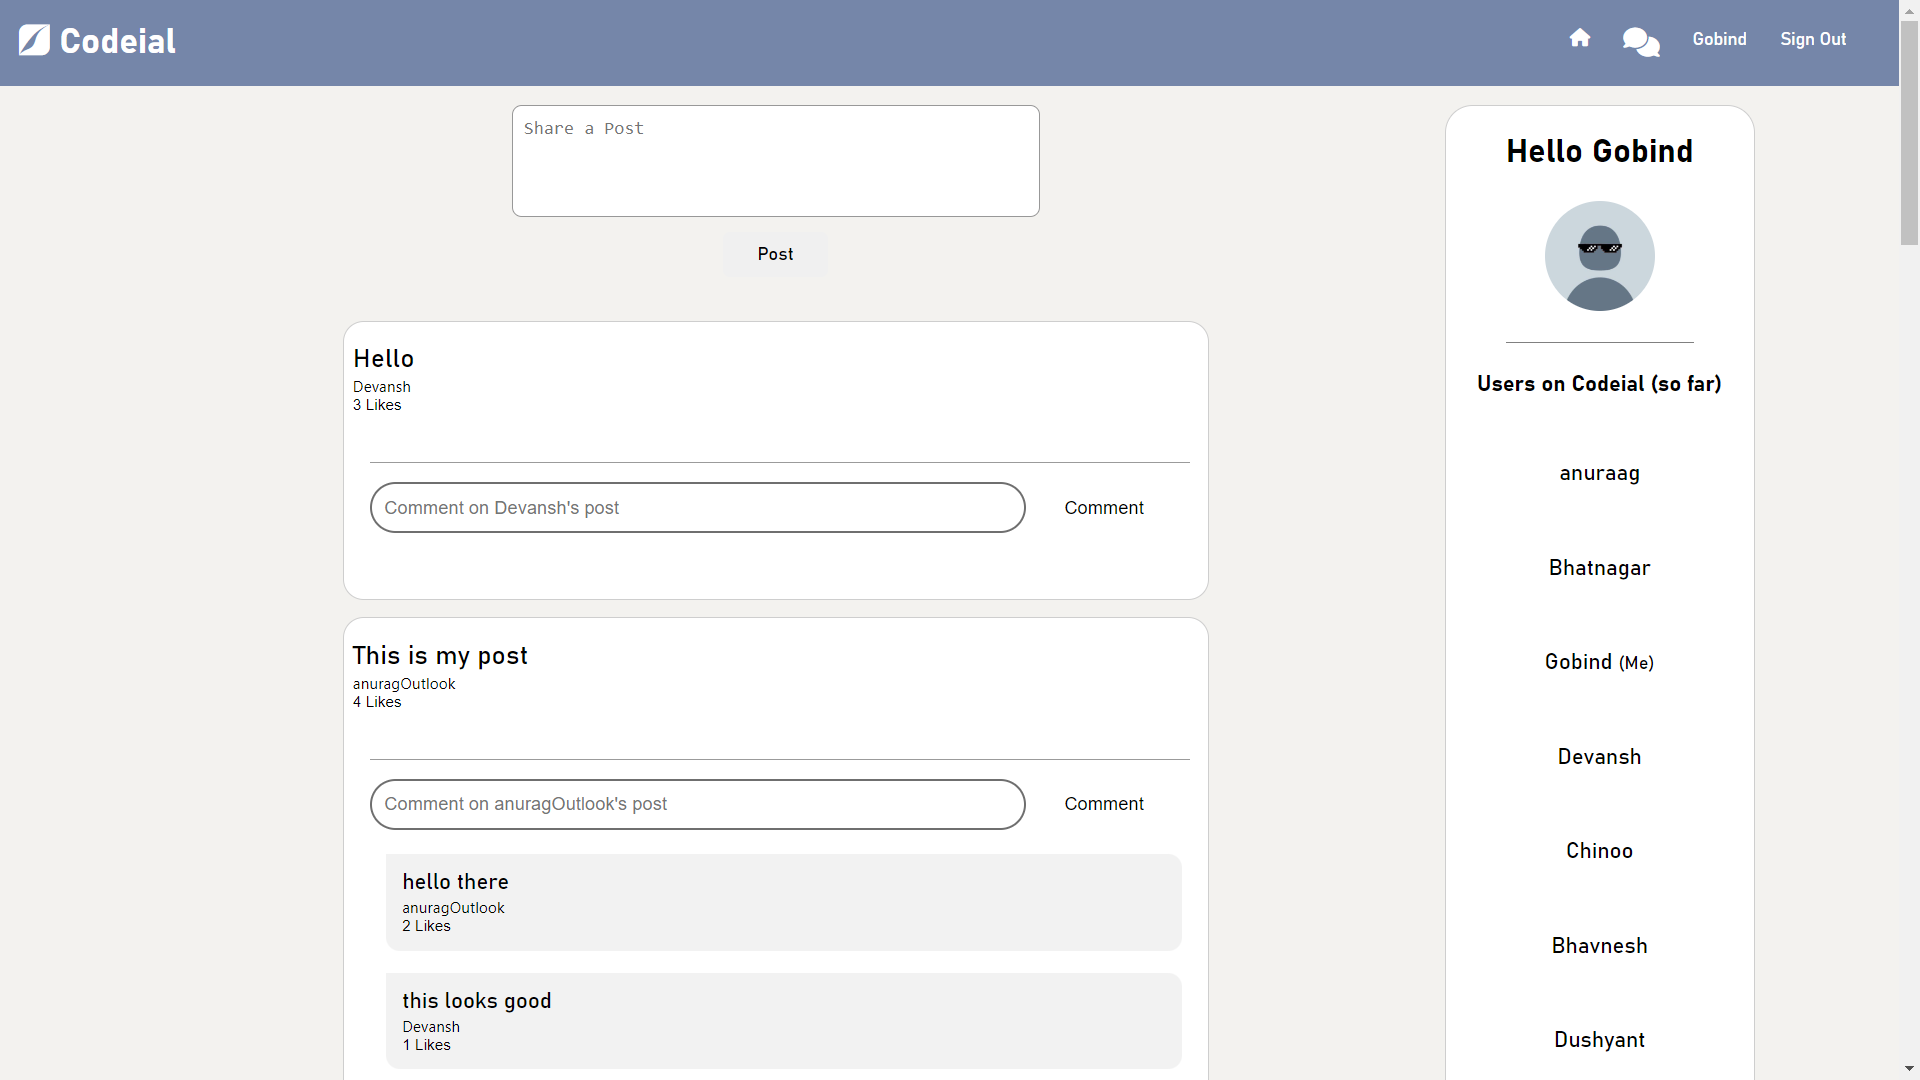 Codeial
Gobind
Sign Out
Share a Post
Post
Hello
Devansh
3 Likes
Comment on Devansh's post
Comment
This is my post
anuragOutlook
4 Likes
Comment on anuragOutlook's post
Comment
hello there
anuragOutlook
2 Likes
this looks good
Devansh
1 Likes
Hello Gobind
Users on Codeial (so far)
anuraag
Bhatnagar
Gobind (Me)
Devansh
Chinoo
Bhavnesh
Dushyant